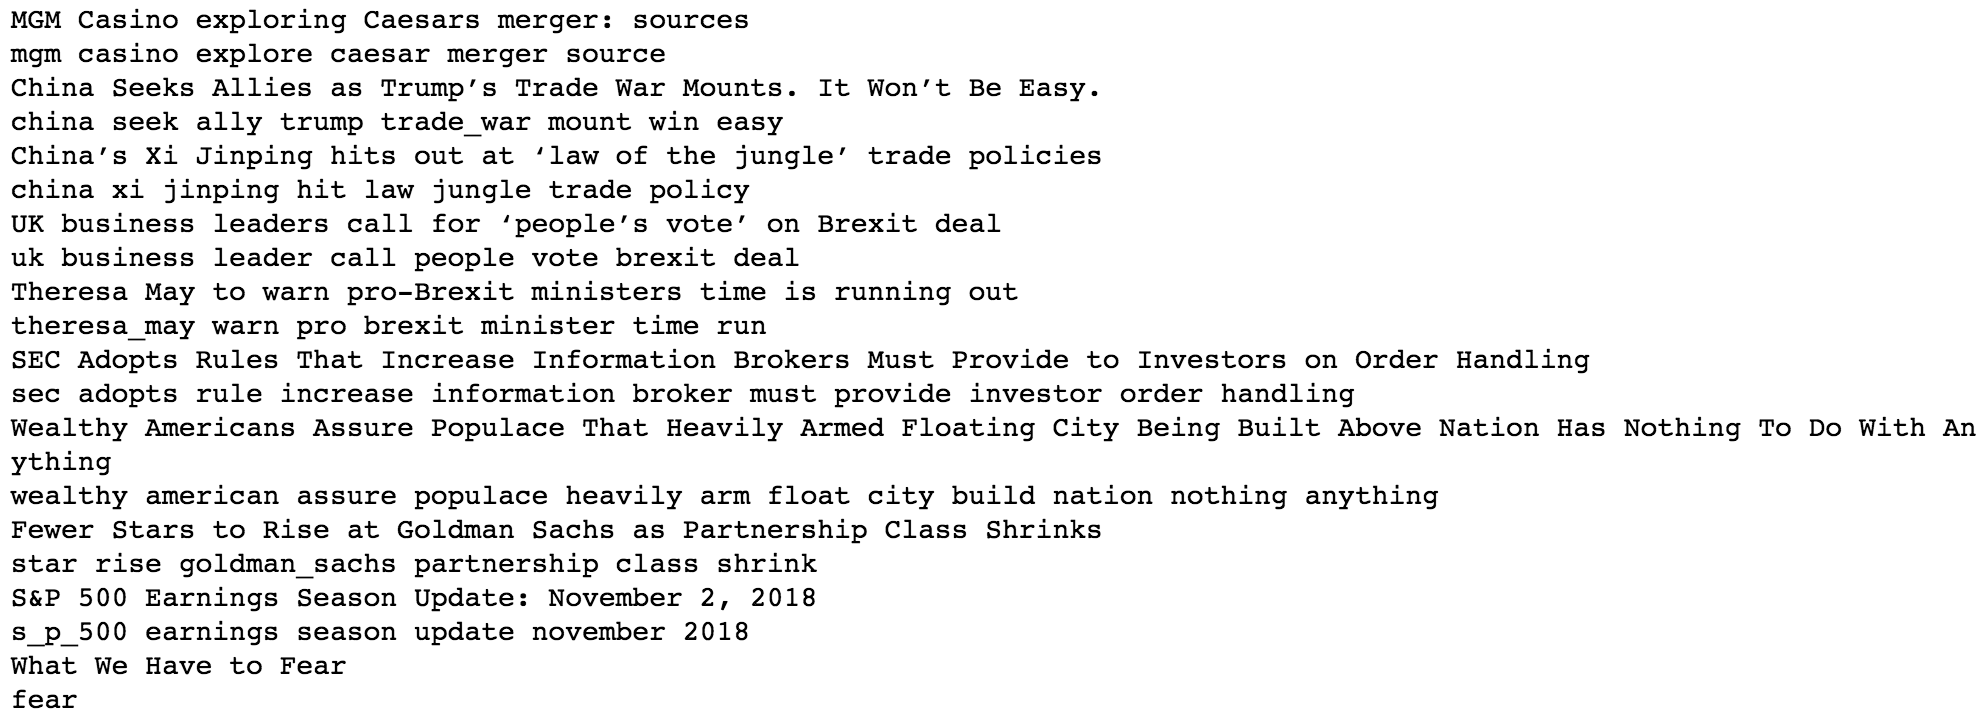 MGM Casino exploring Caesars merger: sources
mgm casino explore caesar merger source
China Seeks Allies as Trump’s Trade War Mounts. It Won’t Be Easy.
china seek ally trump trade_war mount win easy
China’s Xi Jinping hits out at ‘law of the jungle’ trade policies
china xi jinping hit law jungle trade policy
UK business leaders call for ‘people’s vote’ on Brexit deal
uk business leader call people vote brexit deal
Theresa May to warn pro-Brexit ministers time is running out
theresa_may warn pro brexit minister time run
SEC Adopts Rules That Increase Information Brokers Must Provide to Investors on Order Handling
sec adopts rule increase information broker must provide investor order handling
Wealthy Americans Assure Populace That Heavily Armed Floating City Being Built Above Nation Has Nothing To Do With An
ything
wealthy american assure populace heavily arm float city build nation nothing anything
Fewer Stars to Rise at Goldman Sachs as Partnership Class Shrinks
star rise goldman_sachs partnership class shrink
S&P 500 Earnings Season Update: November 2, 2018
s_p_500 earnings season update november 2018
What We Have to Fear
fear